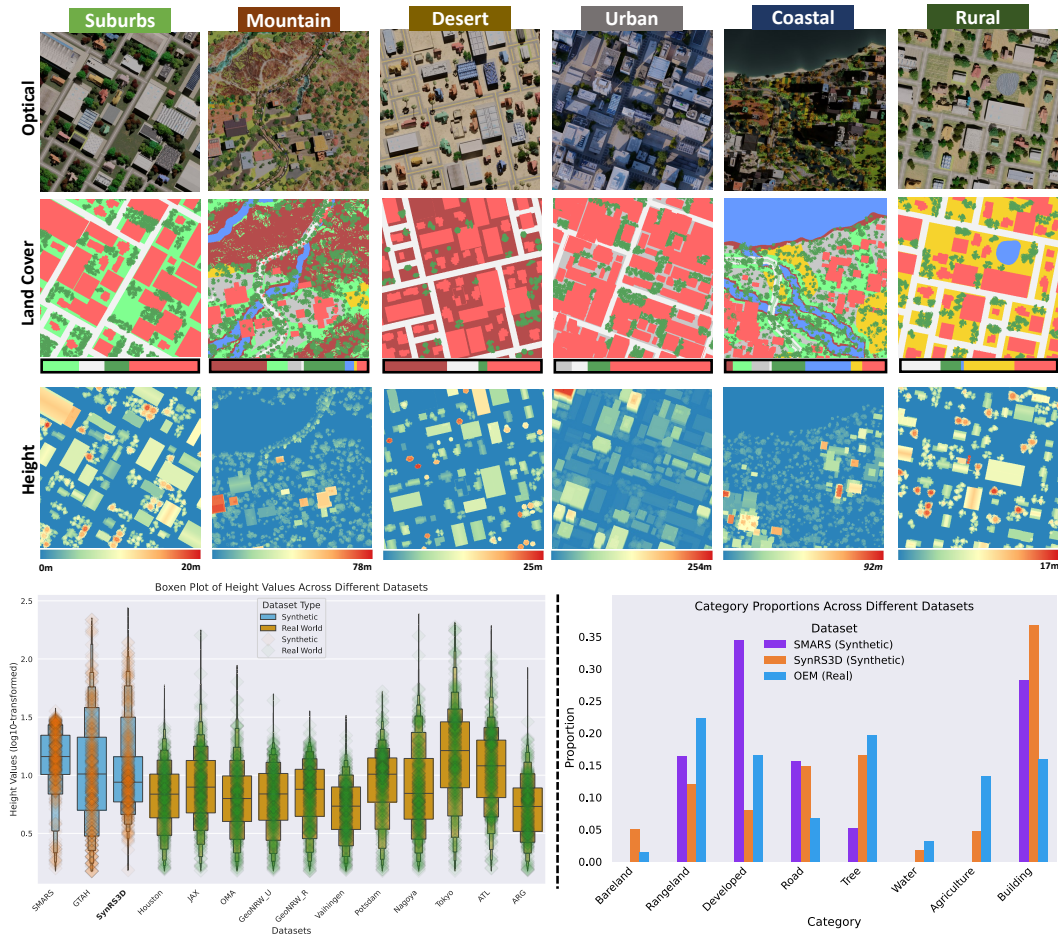 Suburbs Mountain Desert Urban Coastal Rural
Optical
Land Cover
Height
0m 20m 78m 25m 254m 92m 17m
Boxen Plot of Height Values Across Different Datasets
Dataset Type
Synthetic
Real World
Synthetic
Real World
Height Values (log10-transformed)
2.5
2.0
1.5
1.0
0.5
SMARS GTAH SynRS3D Houston JAX OMA GeoNRW_U GeoNRW_R Vaihingen Potsdam Nagoya Tokyo ATL ARG
Datasets
Category Proportions Across Different Datasets
Dataset
SMARS (Synthetic)
SynRS3D (Synthetic)
OEM (Real)
Proportion
0.35
0.30
0.25
0.20
0.15
0.10
0.05
0.00
Bareland Rangeland Developed Road Tree Water Agriculture Building
Category